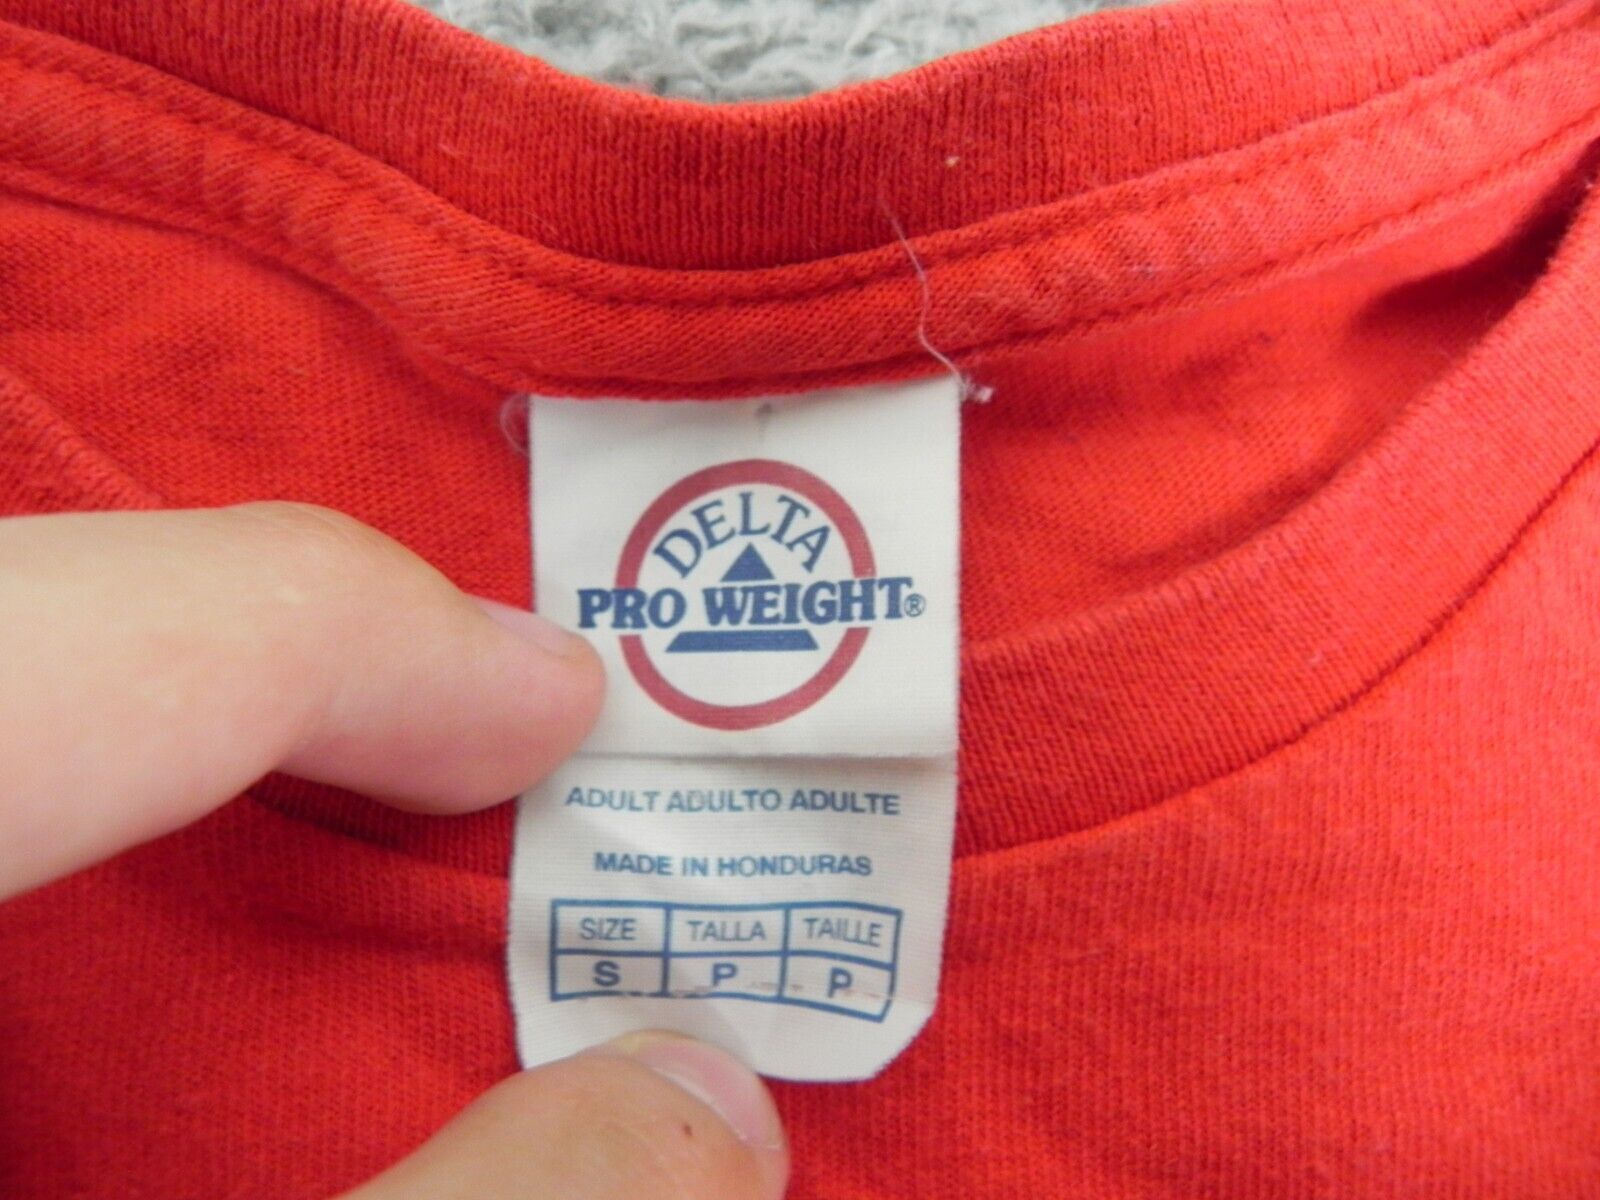 DELTA
PRO WEIGHT®
ADULT ADULTO ADULTE
MADE IN HONDURAS
SIZE TALLA TAILLE
S P P